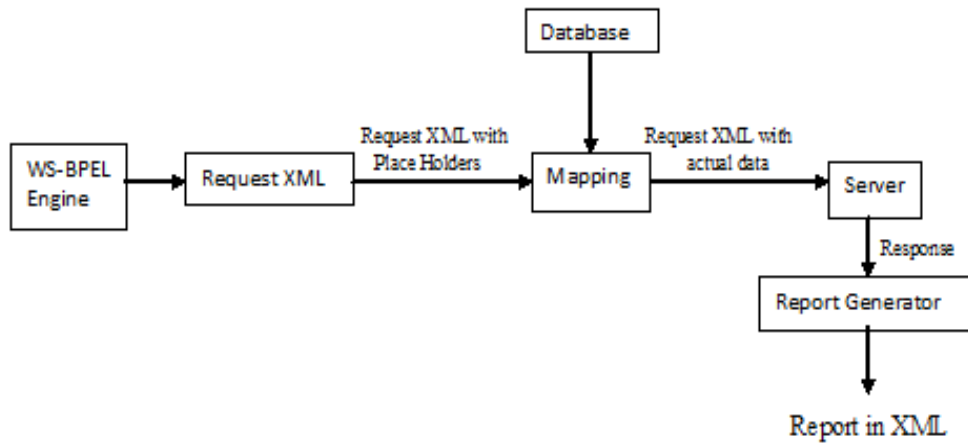 Database
Request XML with
Place Holders
Request XML with
actual data
WS-BPEL
Engine
Request XML
Mapping
Server
Response
Report Generator
Report in XML